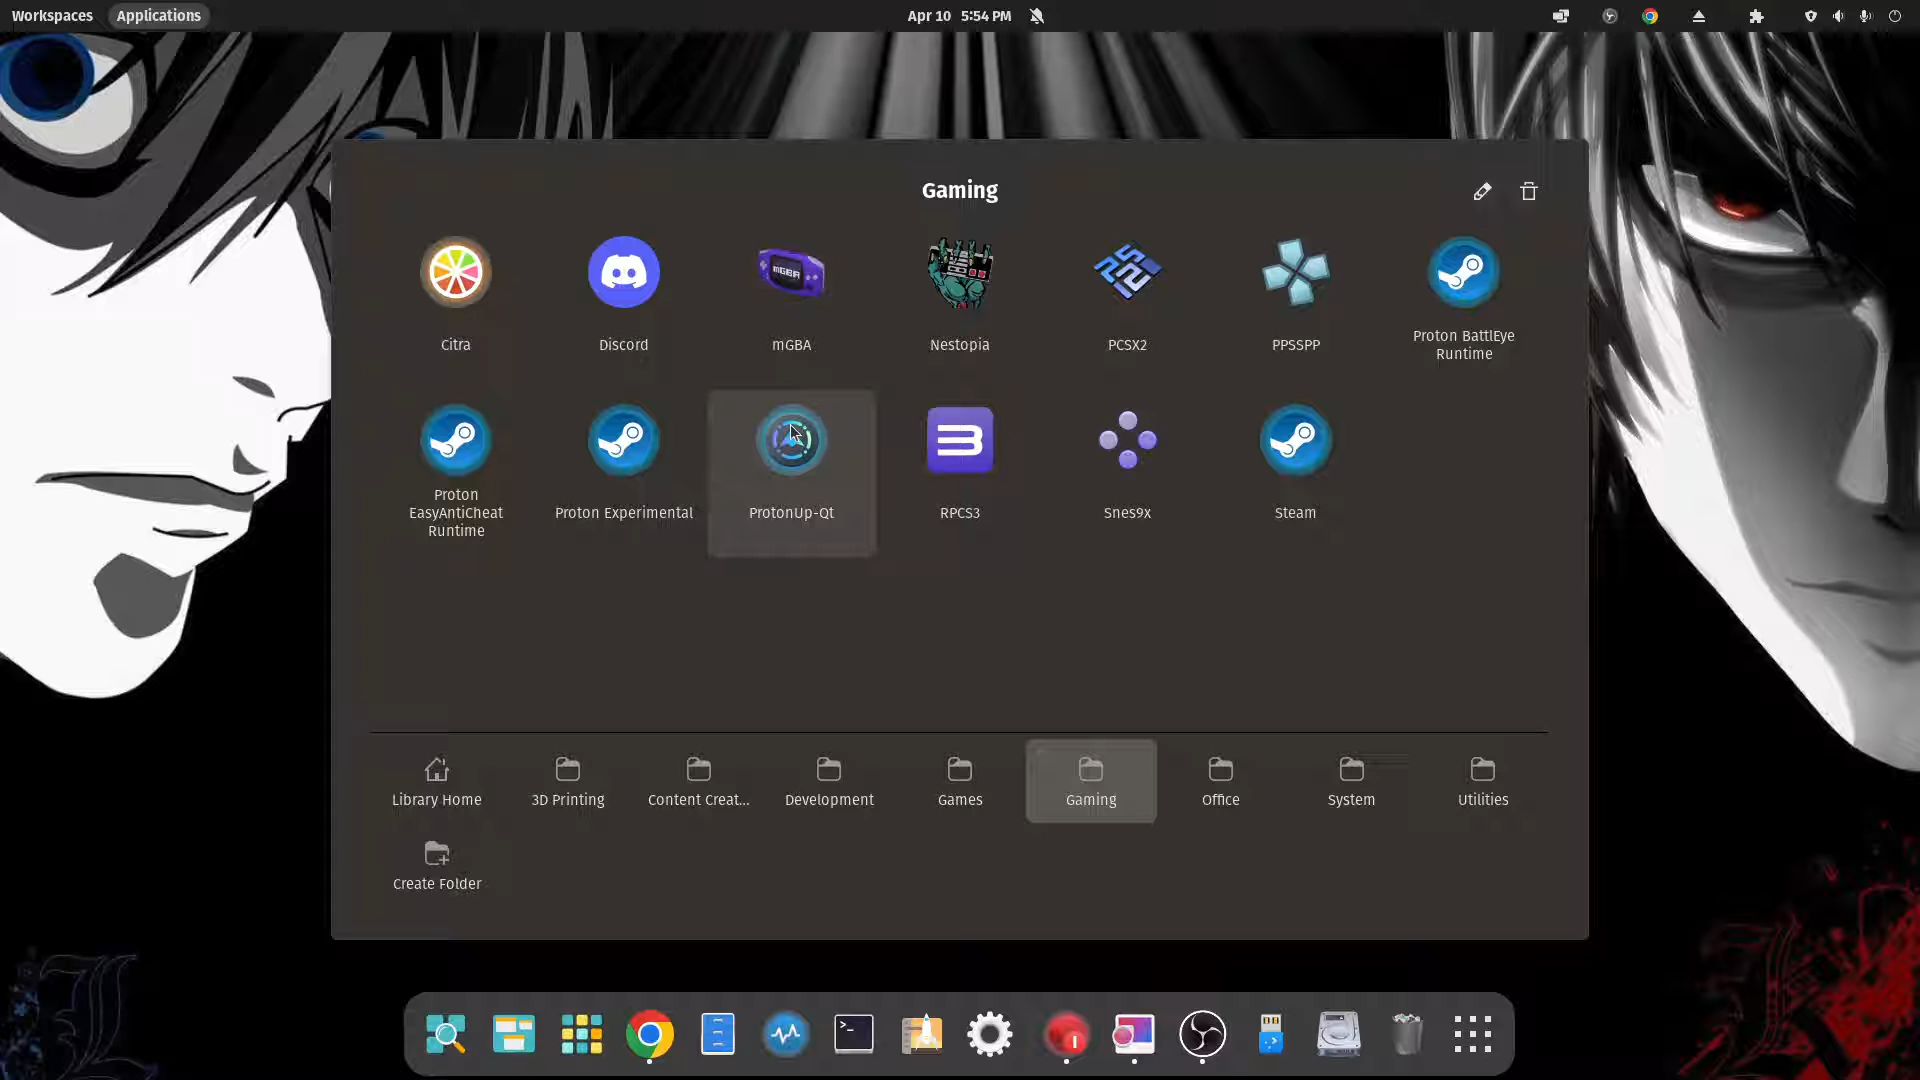 Workspaces Applications Apr 10 5:54 PM
Gaming
Citra Discord mGBA Nestopia PCSX2 PPSSPP Proton BattlEye
Runtime
MGBA
Proton
EasyAntiCheat
Runtime
Proton Experimental ProtonUp-Qt RPCS3 Snes9x Steam
Library Home 3D Printing Content Creat... Development Games Gaming Office System Utilities
Create Folder
>_